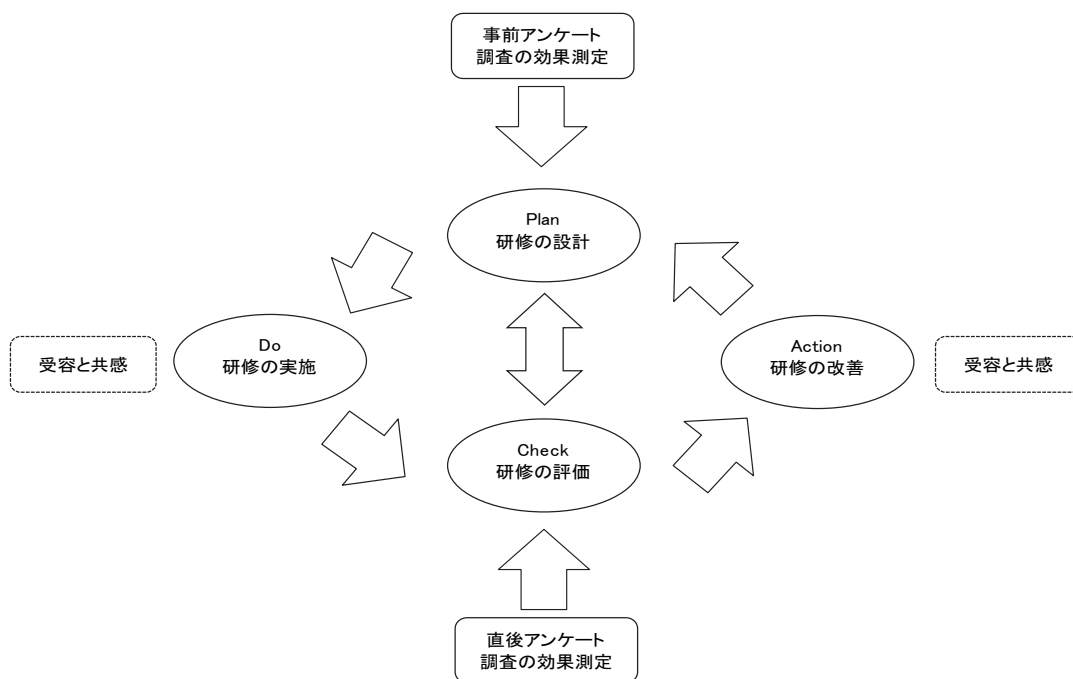 事前アンケート
調査の効果測定
Plan
研修の設計
受容と共感
Do
研修の実施
Action
研修の改善
受容と共感
Check
研修の評価
直後アンケート
調査の効果測定